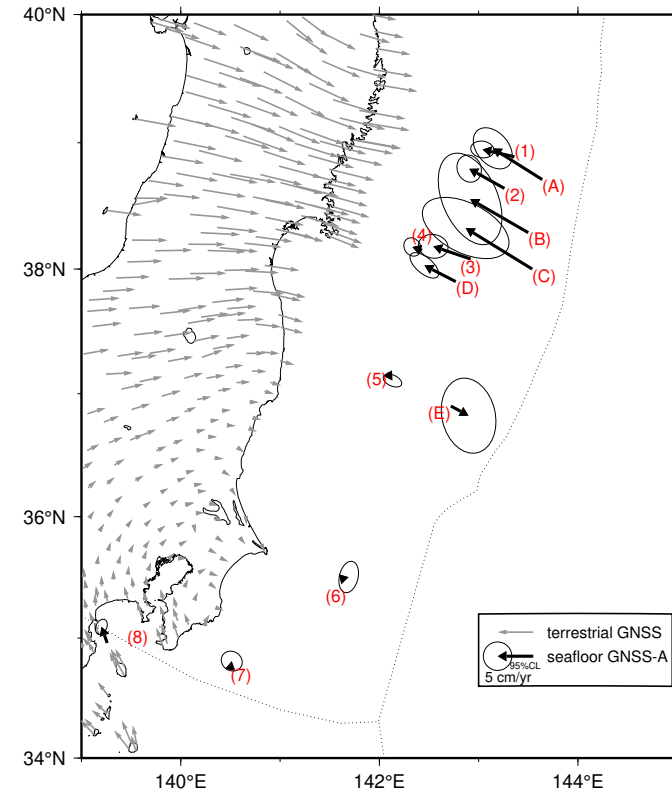 40°N
(1)
(A)
(2)
(B)
(4)
38°N
(3)
(C)
(D)
(5)
(E)
36°N
(6)
(8)
terrestrial GNSS
seafloor GNSS-A
95%CL
5 cm/yr
(7)
34°N
140°E 142°E 144°E